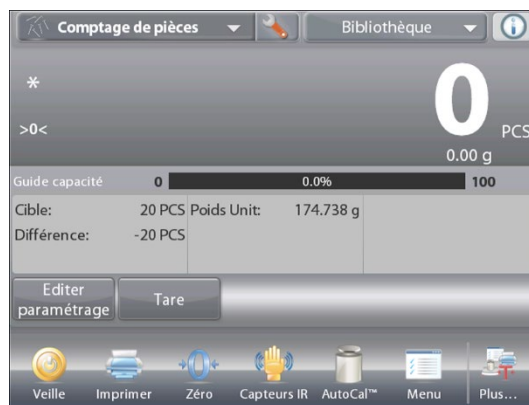 Comptage de pièces Bibliothèque
*
0
>0< PCS
0.00 g
Guide capacité 0 0.0% 100
Cible: 20 PCS Poids Unit: 174.738 g
Différence: -20 PCS
Editer
paramétrage
Tare
Veille Imprimer Zéro Capteurs IR AutoCal™ Menu Plus...